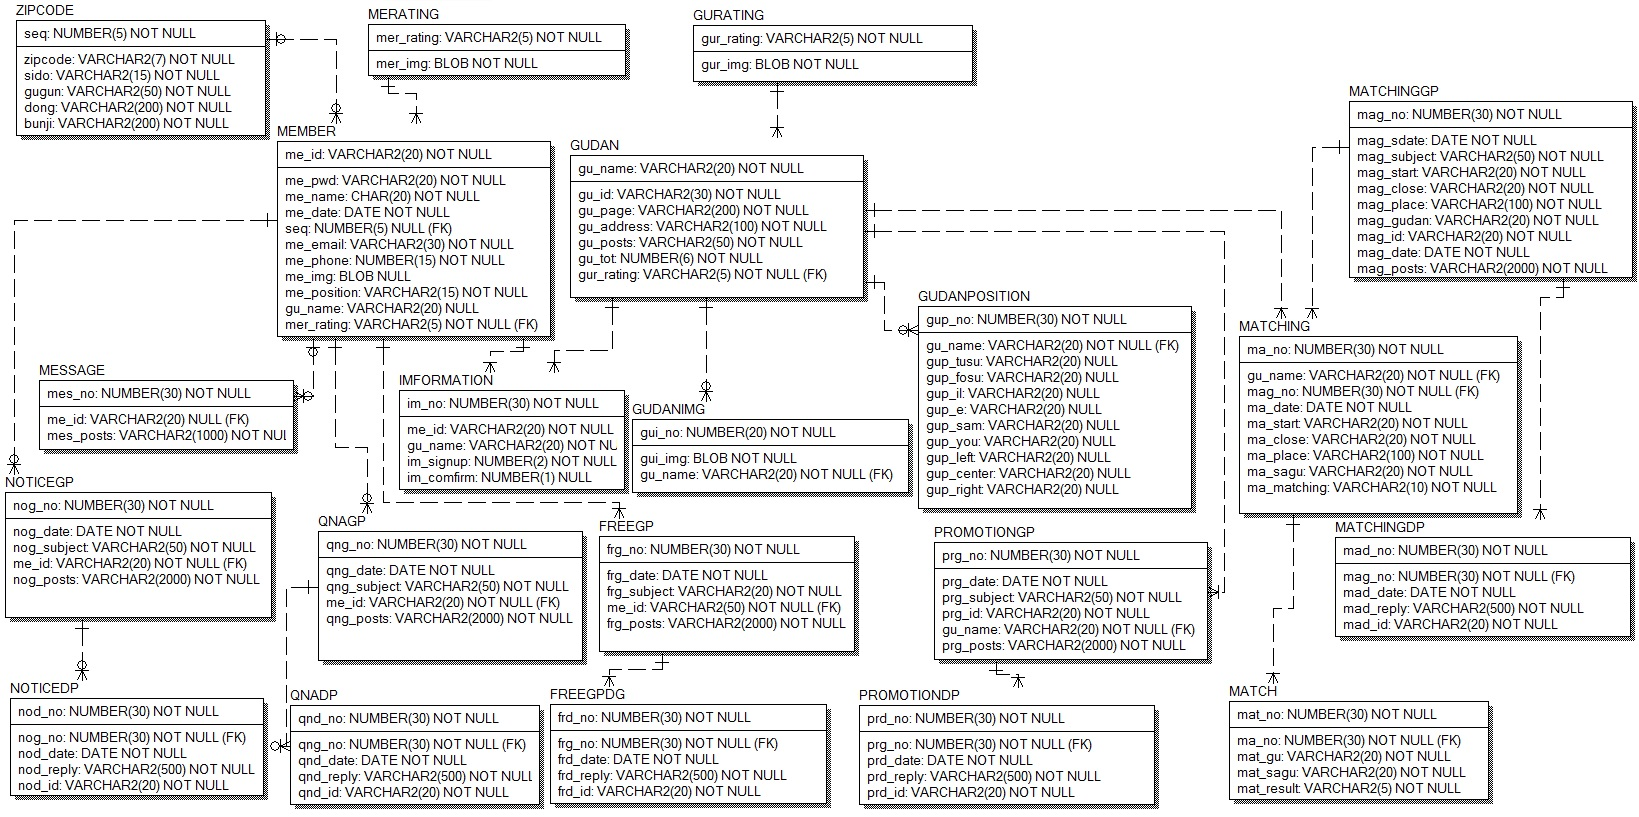 ZIPCODE
seq: NUMBER(5) NOT NULL
zipcode: VARCHAR2(7) NOT NULL
sido: VARCHAR2(15) NOT NULL
gugun: VARCHAR2(50) NOT NULL
dong: VARCHAR2(200) NOT NULL
bunji: VARCHAR2(200) NOT NULL
MERATING
mer_rating: VARCHAR2(5) NOT NULL
mer_img: BLOB NOT NULL
GURATING
gur_rating: VARCHAR2(5) NOT NULL
gur_img: BLOB NOT NULL
MATCHINGGP
mag_no: NUMBER(30) NOT NULL
mag_sdate: DATE NOT NULL
mag_subject: VARCHAR2(50) NOT NULL
mag_start: VARCHAR2(20) NOT NULL
mag_close: VARCHAR2(20) NOT NULL
mag_place: VARCHAR2(100) NOT NULL
mag_gudan: VARCHAR2(20) NOT NULL
mag_id: VARCHAR2(20) NOT NULL
mag_date: DATE NOT NULL
mag_posts: VARCHAR2(2000) NOT NULL
MEMBER
me_id: VARCHAR2(20) NOT NULL
me_pwd: VARCHAR2(20) NOT NULL
me_name: CHAR(20) NOT NULL
me_date: DATE NOT NULL
seq: NUMBER(5) NULL (FK)
me_email: VARCHAR2(30) NOT NULL
me_phone: NUMBER(15) NOT NULL
me_img: BLOB NULL
me_position: VARCHAR2(15) NOT NULL
gu_name: VARCHAR2(20) NULL
mer_rating: VARCHAR2(5) NOT NULL (FK)
GUDAN
gu_name: VARCHAR2(20) NOT NULL
gu_id: VARCHAR2(30) NOT NULL
gu_page: VARCHAR2(200) NOT NULL
gu_address: VARCHAR2(100) NOT NULL
gu_posts: VARCHAR2(50) NOT NULL
gu_tot: NUMBER(6) NOT NULL
gur_rating: VARCHAR2(5) NOT NULL (FK)
GUDANPOSITION
gup_no: NUMBER(30) NOT NULL
gu_name: VARCHAR2(20) NOT NULL (FK)
gup_tusu: VARCHAR2(20) NULL
gup_fosu: VARCHAR2(20) NULL
gup_il: VARCHAR2(20) NULL
gup_e: VARCHAR2(20) NULL
gup_sam: VARCHAR2(20) NULL
gup_you: VARCHAR2(20) NULL
gup_left: VARCHAR2(20) NULL
gup_center: VARCHAR2(20) NULL
gup_right: VARCHAR2(20) NULL
MATCHING
ma_no: NUMBER(30) NOT NULL
gu_name: VARCHAR2(20) NOT NULL (FK)
mag_no: NUMBER(30) NOT NULL (FK)
ma_date: DATE NOT NULL
ma_start: VARCHAR2(20) NOT NULL
ma_close: VARCHAR2(20) NOT NULL
ma_place: VARCHAR2(100) NOT NULL
ma_sagu: VARCHAR2(20) NOT NULL
ma_matching: VARCHAR2(10) NOT NULL
MESSAGE
mes_no: NUMBER(30) NOT NULL
me_id: VARCHAR2(20) NULL (FK)
mes_posts: VARCHAR2(1000) NOT NUI
IMFORMATION
im_no: NUMBER(30) NOT NULL
me_id: VARCHAR2(20) NOT NULL
gu_name: VARCHAR2(20) NOT NU
im_signup: NUMBER(2) NOT NULL
im_comfirm: NUMBER(1) NULL
GUDANIMG
gui_no: NUMBER(20) NOT NULL
gui_img: BLOB NOT NULL
gu_name: VARCHAR2(20) NOT NULL (FK)
NOTICEGP
nog_no: NUMBER(30) NOT NULL
nog_date: DATE NOT NULL
nog_subject: VARCHAR2(50) NOT NULL
me_id: VARCHAR2(20) NOT NULL (FK)
nog_posts: VARCHAR2(2000) NOT NULL
QNAGP
qng_no: NUMBER(30) NOT NULL
qng_date: DATE NOT NULL
qng_subject: VARCHAR2(50) NOT NULL
me_id: VARCHAR2(20) NOT NULL (FK)
qng_posts: VARCHAR2(2000) NOT NULL
FREEGP
frg_no: NUMBER(30) NOT NULL
frg_date: DATE NOT NULL
frg_subject: VARCHAR2(20) NOT NULL
me_id: VARCHAR2(50) NOT NULL (FK)
frg_posts: VARCHAR2(2000) NOT NULL
PROMOTIONGP
prg_no: NUMBER(30) NOT NULL
prg_date: DATE NOT NULL
prg_subject: VARCHAR2(50) NOT NULL
prg_id: VARCHAR2(20) NOT NULL
gu_name: VARCHAR2(20) NOT NULL (FK)
prg_posts: VARCHAR2(2000) NOT NULL
MATCHINGDP
mad_no: NUMBER(30) NOT NULL
mag_no: NUMBER(30) NOT NULL (FK)
mad_date: DATE NOT NULL
mad_reply: VARCHAR2(500) NOT NULL
mad_id: VARCHAR2(20) NOT NULL
NOTICEDP
nod_no: NUMBER(30) NOT NULL
nog_no: NUMBER(30) NOT NULL (FK)
nod_date: DATE NOT NULL
nod_reply: VARCHAR2(500) NOT NULL
nod_id: VARCHAR2(20) NOT NULL
QNADP
qnd_no: NUMBER(30) NOT NULL
qng_no: NUMBER(30) NOT NULL (FK)
qnd_date: DATE NOT NULL
qnd_reply: VARCHAR2(500) NOT NULL
qnd_id: VARCHAR2(20) NOT NULL
FREEGPDG
frd_no: NUMBER(30) NOT NULL
frg_no: NUMBER(30) NOT NULL (FK)
frd_date: DATE NOT NULL
frd_reply: VARCHAR2(500) NOT NULL
frd_id: VARCHAR2(20) NOT NULL
PROMOTIONDP
prd_no: NUMBER(30) NOT NULL
prg_no: NUMBER(30) NOT NULL (FK)
prd_date: DATE NOT NULL
prd_reply: VARCHAR2(500) NOT NULL
prd_id: VARCHAR2(20) NOT NULL
MATCH
mat_no: NUMBER(30) NOT NULL
ma_no: NUMBER(30) NOT NULL (FK)
mat_gu: VARCHAR2(20) NOT NULL
mat_sagu: VARCHAR2(20) NOT NULL
mat_result: VARCHAR2(5) NOT NULL